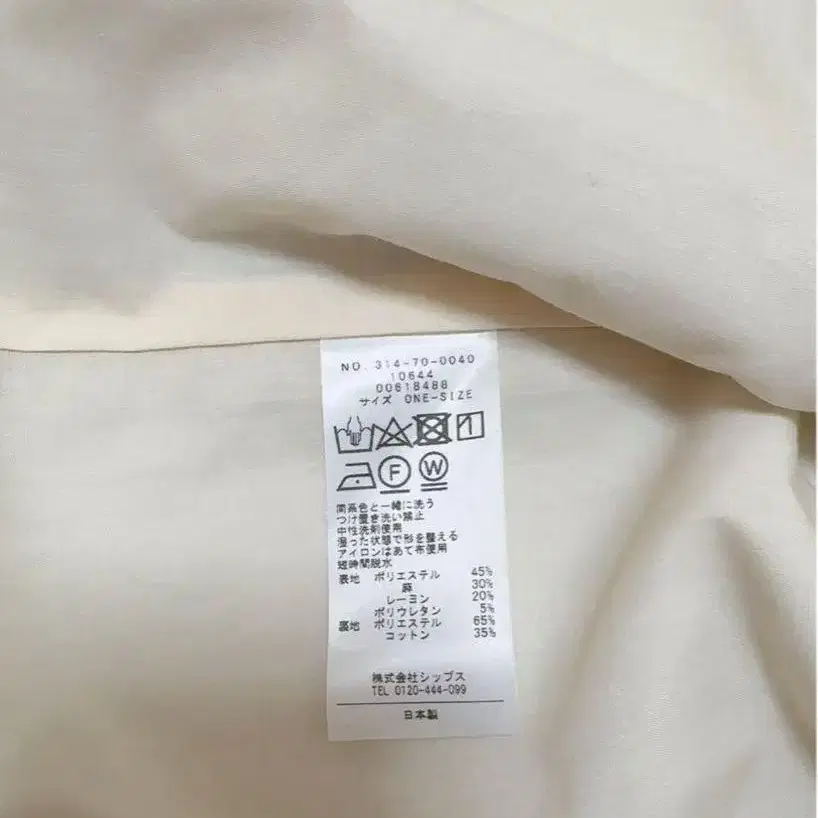 NO. 314-70-0040
10644
00618488
サイズ ONE-SIZE
F W
同系色と一緒に洗う
つけ置き洗い禁止
中性洗剤使用
湿った状態で形を整える
アイロンはあて布使用
短時間脱水
表地 ポリエステル 45%
麻 30%
レーヨン 20%
ポリウレタン 5%
裏地 ポリエステル 65%
コットン 35%
株式会社シップス
TEL 0120-444-099
日本製